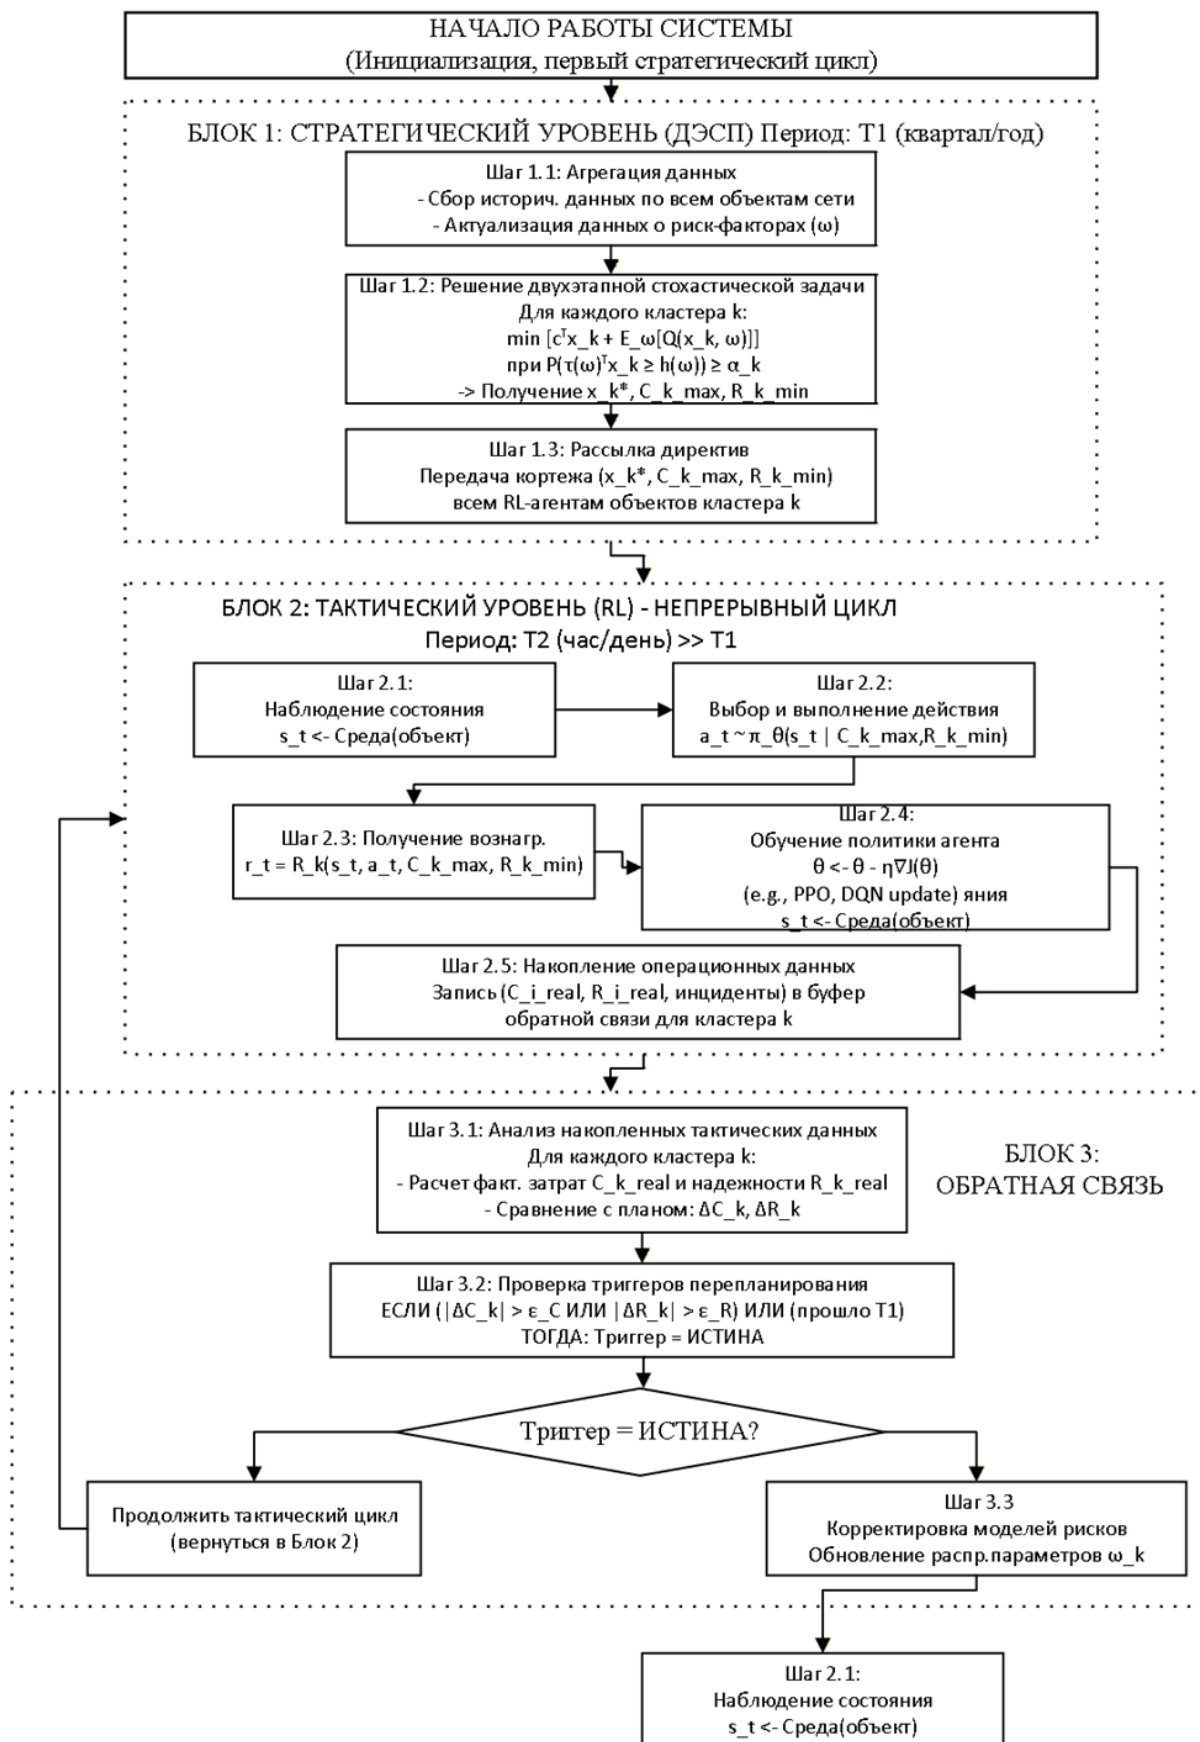 НАЧАЛО РАБОТЫ СИСТЕМЫ
(Инициализация, первый стратегический цикл)
БЛОК 1: СТРАТЕГИЧЕСКИЙ УРОВЕНЬ (ДЭСП) Период: T1 (квартал/год)
Шаг 1.1: Агрегация данных
- Сбор историч. данных по всем объектам сети
- Актуализация данных о риск-факторах (ω)
Шаг 1.2: Решение двухэтапной стохастической задачи
Для каждого кластера k:
min [cᵀx_k + E_ω[Q(x_k, ω)]]
при P(τ(ω)ᵀx_k ≥ h(ω)) ≥ α_k
-> Получение x_k*, C_k_max, R_k_min
Шаг 1.3: Рассылка директив
Передача кортежа (x_k*, C_k_max, R_k_min)
всем RL-агентам объектов кластера k
БЛОК 2: ТАКТИЧЕСКИЙ УРОВЕНЬ (RL) - НЕПРЕРЫВНЫЙ ЦИКЛ
Период: T2 (час/день) >> T1
Шаг 2.1:
Наблюдение состояния
s_t <- Среда(объект)
Шаг 2.2:
Выбор и выполнение действия
a_t ~ π_θ(s_t | C_k_max,R_k_min)
Шаг 2.3: Получение вознагр.
r_t = R_k(s_t, a_t, C_k_max, R_k_min)
Шаг 2.4:
Обучение политики агента
θ <- θ - η∇J(θ)
(e.g., PPO, DQN update) яния
s_t <- Среда(объект)
Шаг 2.5: Накопление операционных данных
Запись (C_i_real, R_i_real, инциденты) в буфер
обратной связи для кластера k
Шаг 3.1: Анализ накопленных тактических данных
Для каждого кластера k:
- Расчет факт. затрат C_k_real и надежности R_k_real
- Сравнение с планом: ΔC_k, ΔR_k
БЛОК 3:
ОБРАТНАЯ СВЯЗЬ
Шаг 3.2: Проверка триггеров перепланирования
ЕСЛИ (|ΔC_k| > ε_C ИЛИ |ΔR_k| > ε_R) ИЛИ (прошло T1)
ТОГДА: Триггер = ИСТИНА
Триггер = ИСТИНА?
Продолжить тактический цикл
(вернуться в Блок 2)
Шаг 3.3
Корректировка моделей рисков
Обновление распр.параметров ω_k
Шаг 2.1:
Наблюдение состояния
s_t <- Среда(объект)